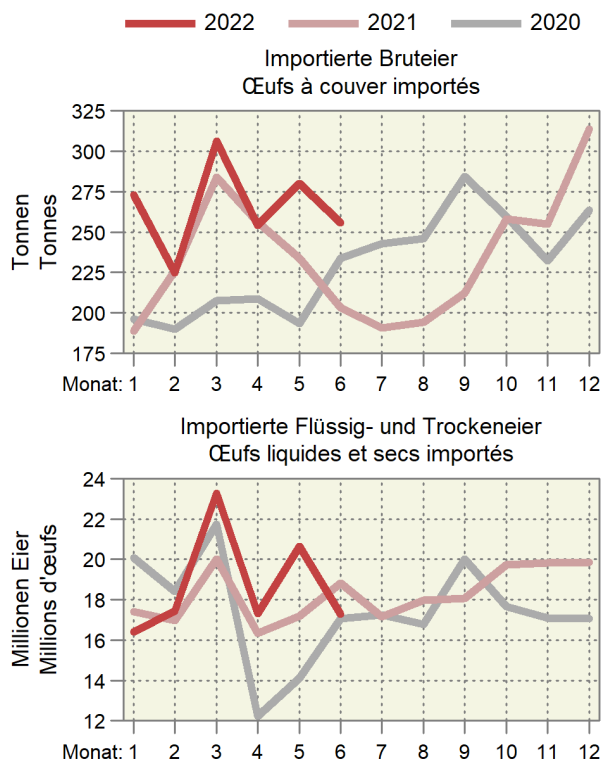 2022 2021 2020
Importierte Bruteier
Œufs à couver importés
Tonnen
Tonnes
325
300
275
250
225
200
175
Monat: 1 2 3 4 5 6 7 8 9 10 11 12
Importierte Flüssig- und Trockeneier
Œufs liquides et secs importés
Millionen Eier
Millions d'œufs
24
22
20
18
16
14
12
Monat: 1 2 3 4 5 6 7 8 9 10 11 12